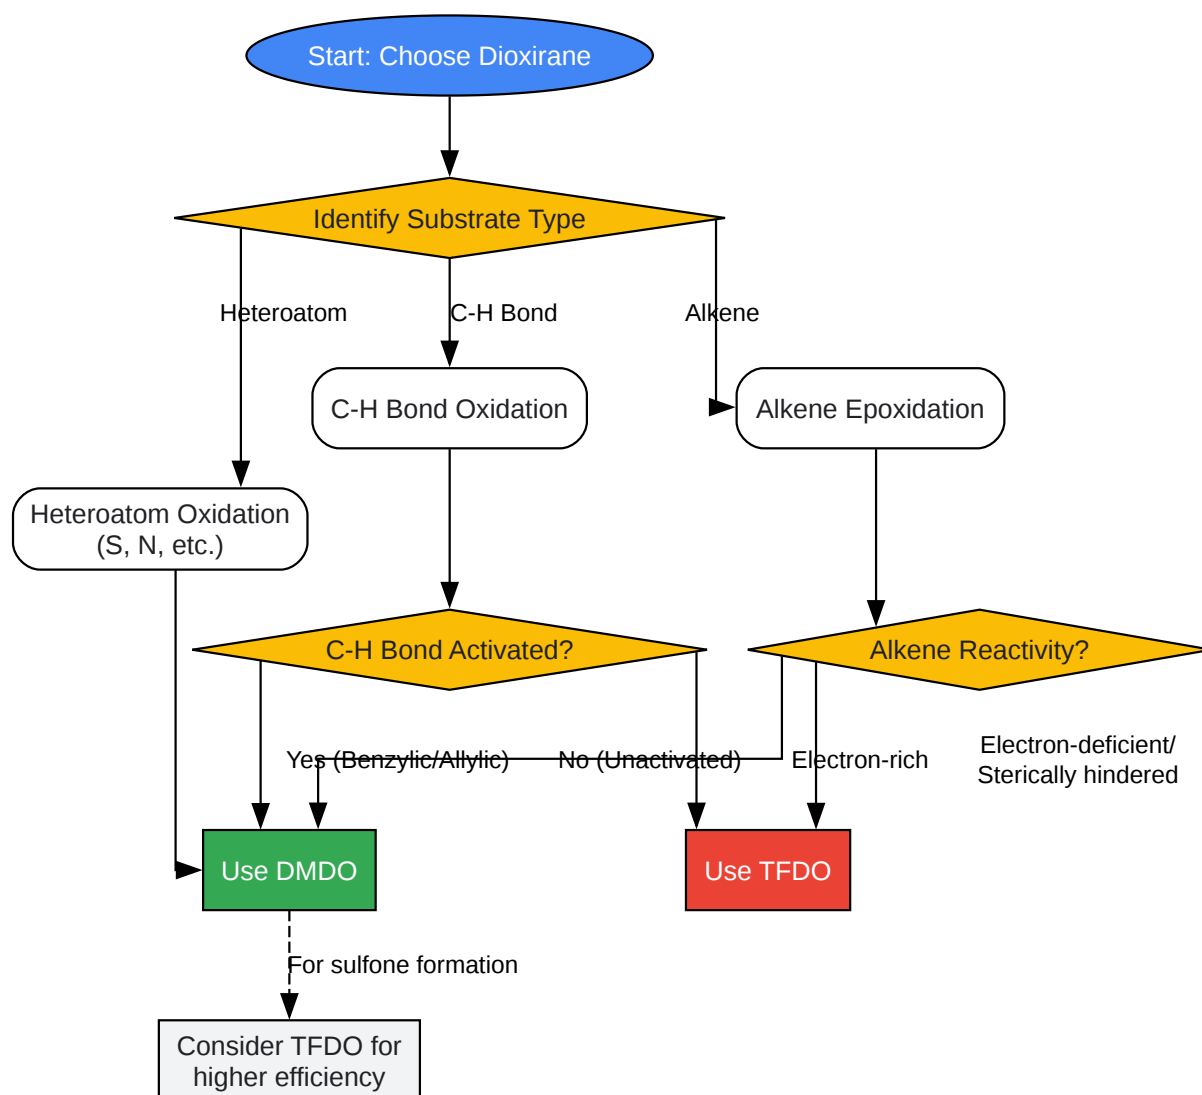 Start: Choose Dioxirane
Identify Substrate Type
Heteroatom
C-H Bond
Alkene
C-H Bond Oxidation
Alkene Epoxidation
Heteroatom Oxidation
(S, N, etc.)
C-H Bond Activated?
Alkene Reactivity?
Yes (Benzylic/Allylic)
No (Unactivated)
Electron-rich
Electron-deficient/
Sterically hindered
Use DMDO
Use TFDO
For sulfone formation
Consider TFDO for
higher efficiency